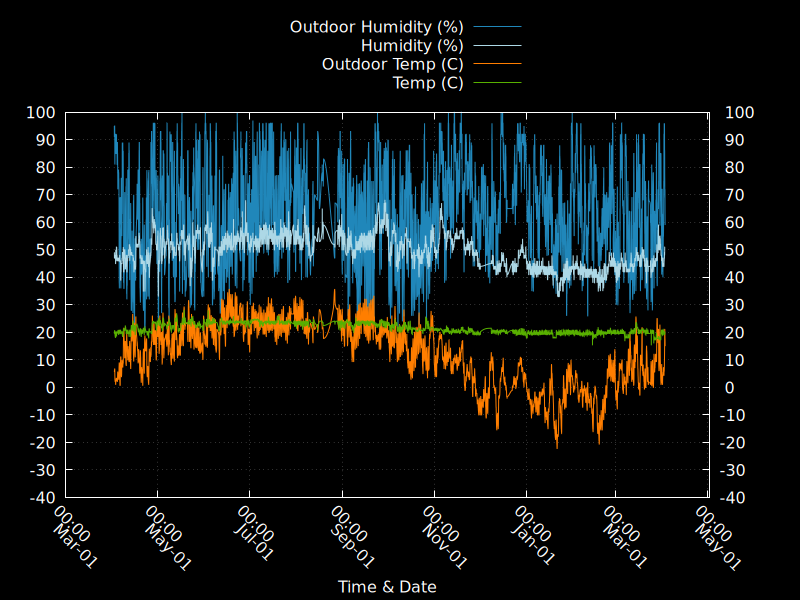 Outdoor Humidity (%)
Humidity (%)
Outdoor Temp (C)
Temp (C)
100 100
90 90
80 80
70 70
60 60
50 50
40 40
30 30
20 20
10 10
0 0
-10 -10
-20 -20
-30 -30
-40 -40
00:00
Mar-01
00:00
May-01
00:00
Jul-01
00:00
Sep-01
00:00
Nov-01
00:00
Jan-01
00:00
Mar-01
00:00
May-01
Time & Date